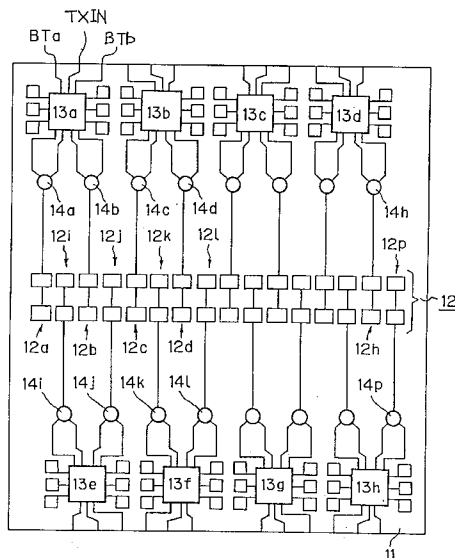 TXIN
BTa BTb
13a 13b 13c 13d
14a 14b 14c 14d 14h
12i 12j 12k 12l 12p
12
12a 12b 12c 12d 12h
14i 14j 14k 14l 14p
13e 13f 13g 13h
11